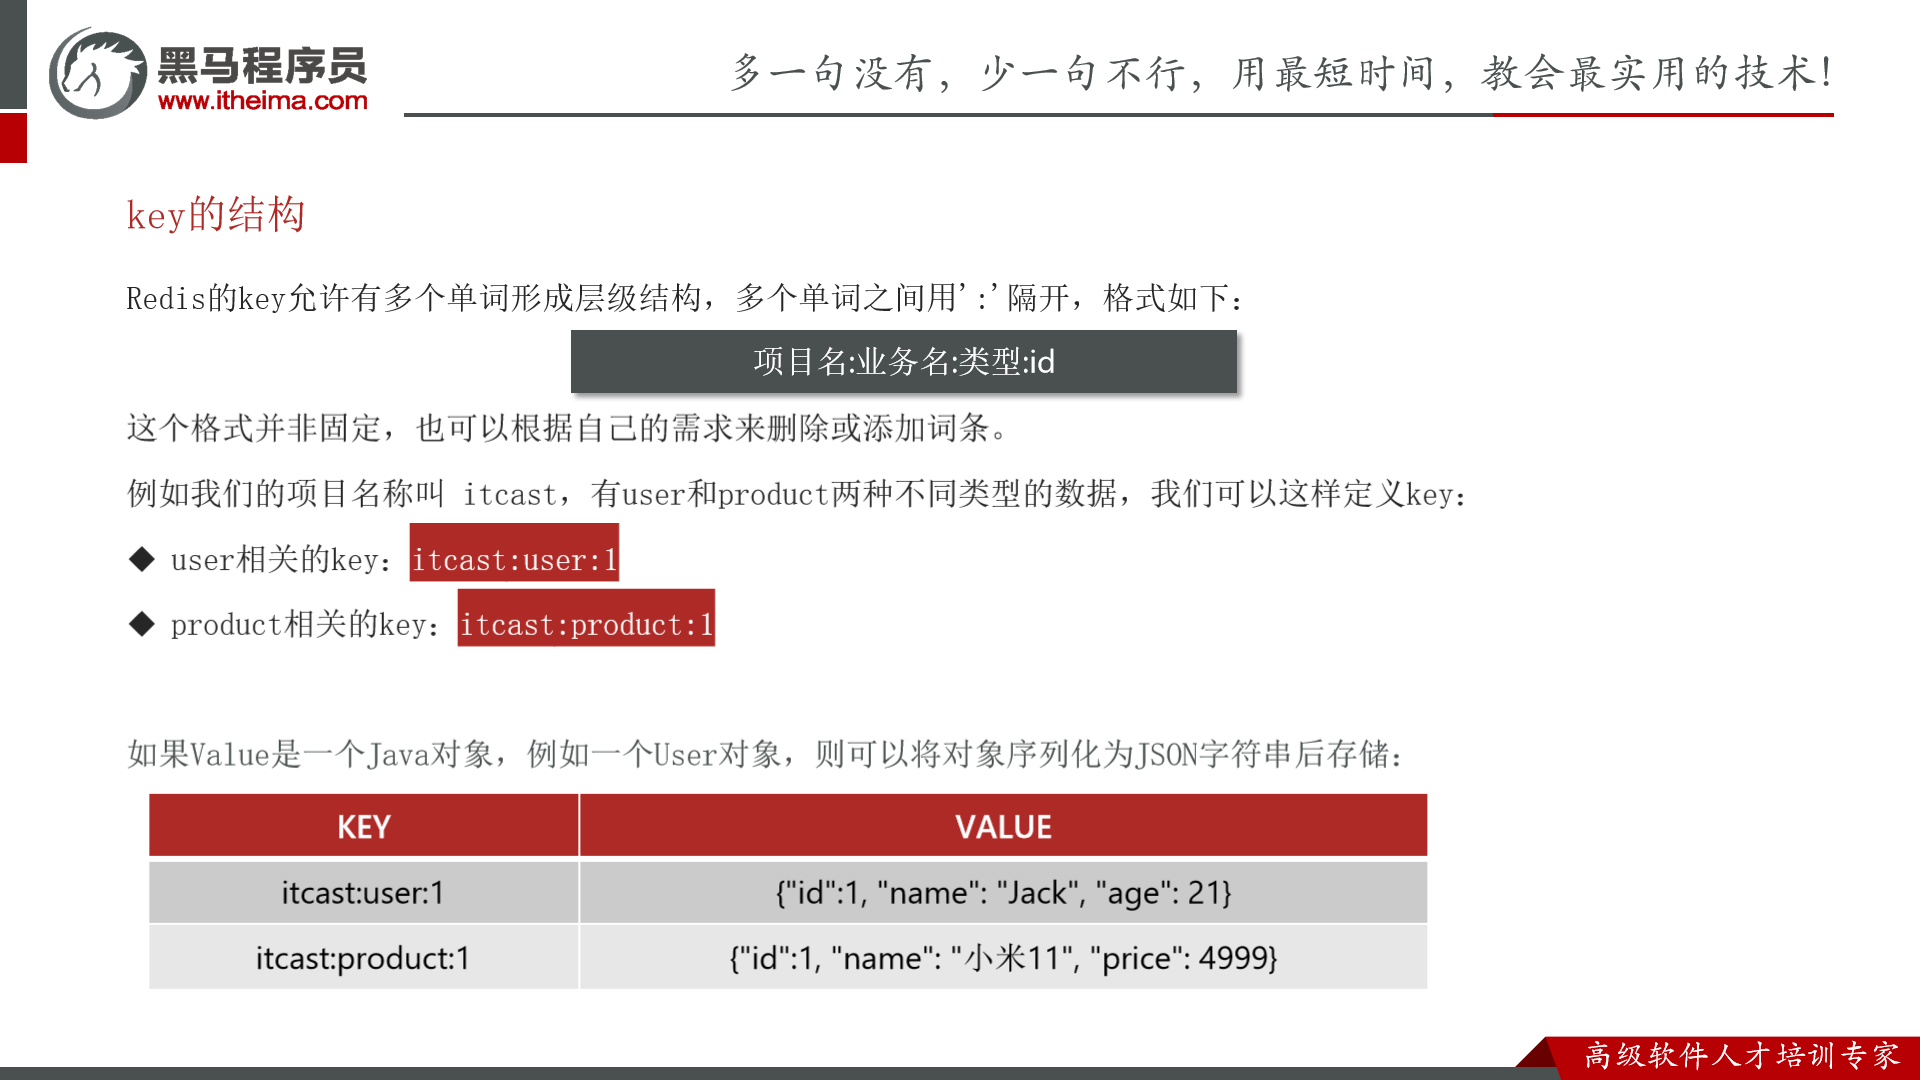 黑马程序员
www.itheima.com
多一句没有，少一句不行，用最短时间，教会最实用的技术！
key的结构
Redis的key允许有多个单词形成层级结构，多个单词之间用':'隔开，格式如下：
项目名:业务名:类型:id
这个格式并非固定，也可以根据自己的需求来删除或添加词条。
例如我们的项目名称叫 itcast，有user和product两种不同类型的数据，我们可以这样定义key：
◆ user相关的key：itcast:user:1
◆ product相关的key：itcast:product:1
如果Value是一个Java对象，例如一个User对象，则可以将对象序列化为JSON字符串后存储：
KEY VALUE
itcast:user:1 {"id":1, "name": "Jack", "age": 21}
itcast:product:1 {"id":1, "name": "小米11", "price": 4999}
高级软件人才培训专家